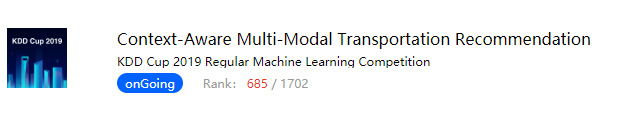 KDD Cup 2019
Context-Aware Multi-Modal Transportation Recommendation
KDD Cup 2019 Regular Machine Learning Competition
onGoing Rank: 685 / 1702